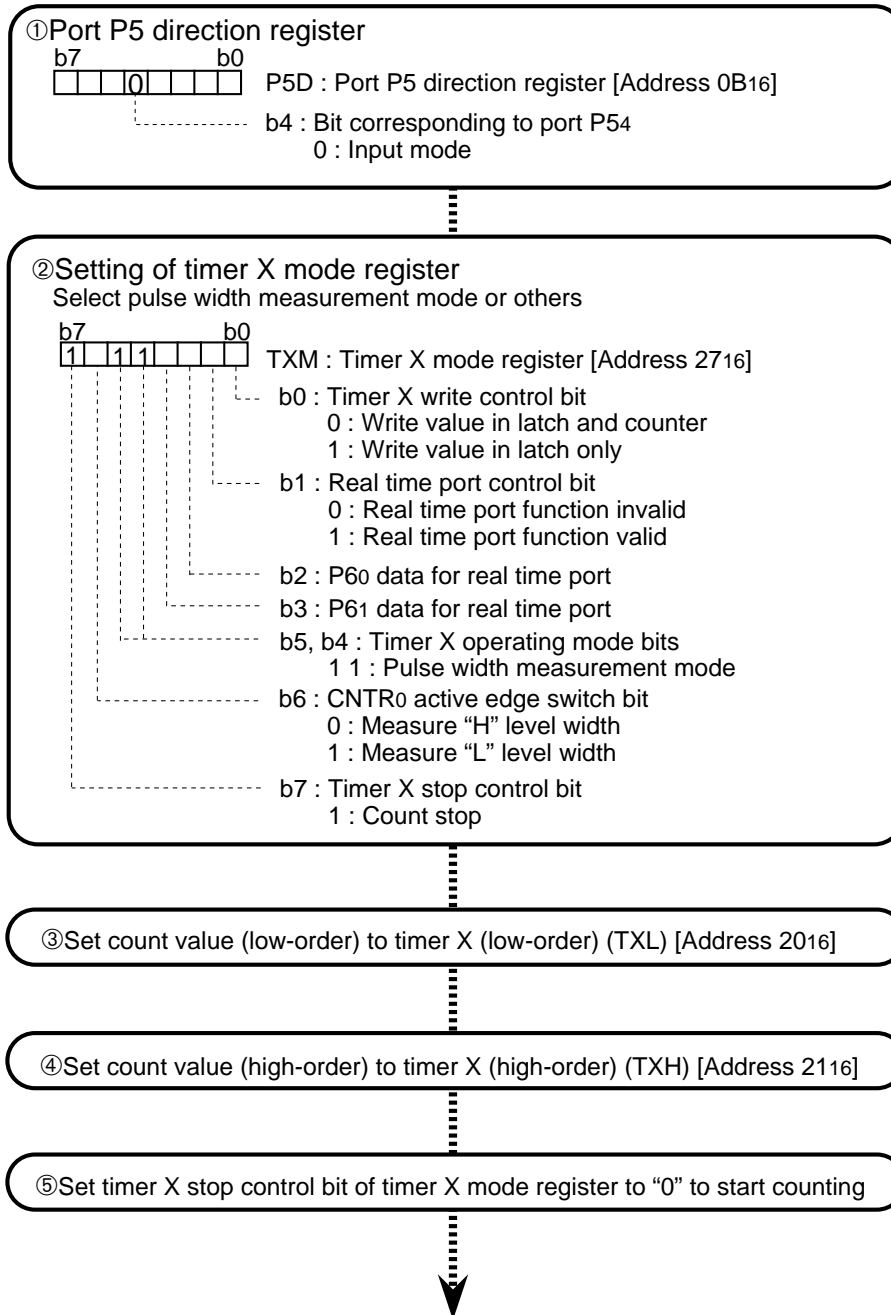 ①Port P5 direction register
b7 b0
0
P5D : Port P5 direction register [Address 0B16]
b4 : Bit corresponding to port P54
0 : Input mode
②Setting of timer X mode register
Select pulse width measurement mode or others
b7 b0
1 1 1
TXM : Timer X mode register [Address 2716]
b0 : Timer X write control bit
0 : Write value in latch and counter
1 : Write value in latch only
b1 : Real time port control bit
0 : Real time port function invalid
1 : Real time port function valid
b2 : P60 data for real time port
b3 : P61 data for real time port
b5, b4 : Timer X operating mode bits
1 1 : Pulse width measurement mode
b6 : CNTR0 active edge switch bit
0 : Measure “H” level width
1 : Measure “L” level width
b7 : Timer X stop control bit
1 : Count stop
③Set count value (low-order) to timer X (low-order) (TXL) [Address 2016]
④Set count value (high-order) to timer X (high-order) (TXH) [Address 2116]
⑤Set timer X stop control bit of timer X mode register to “0” to start counting